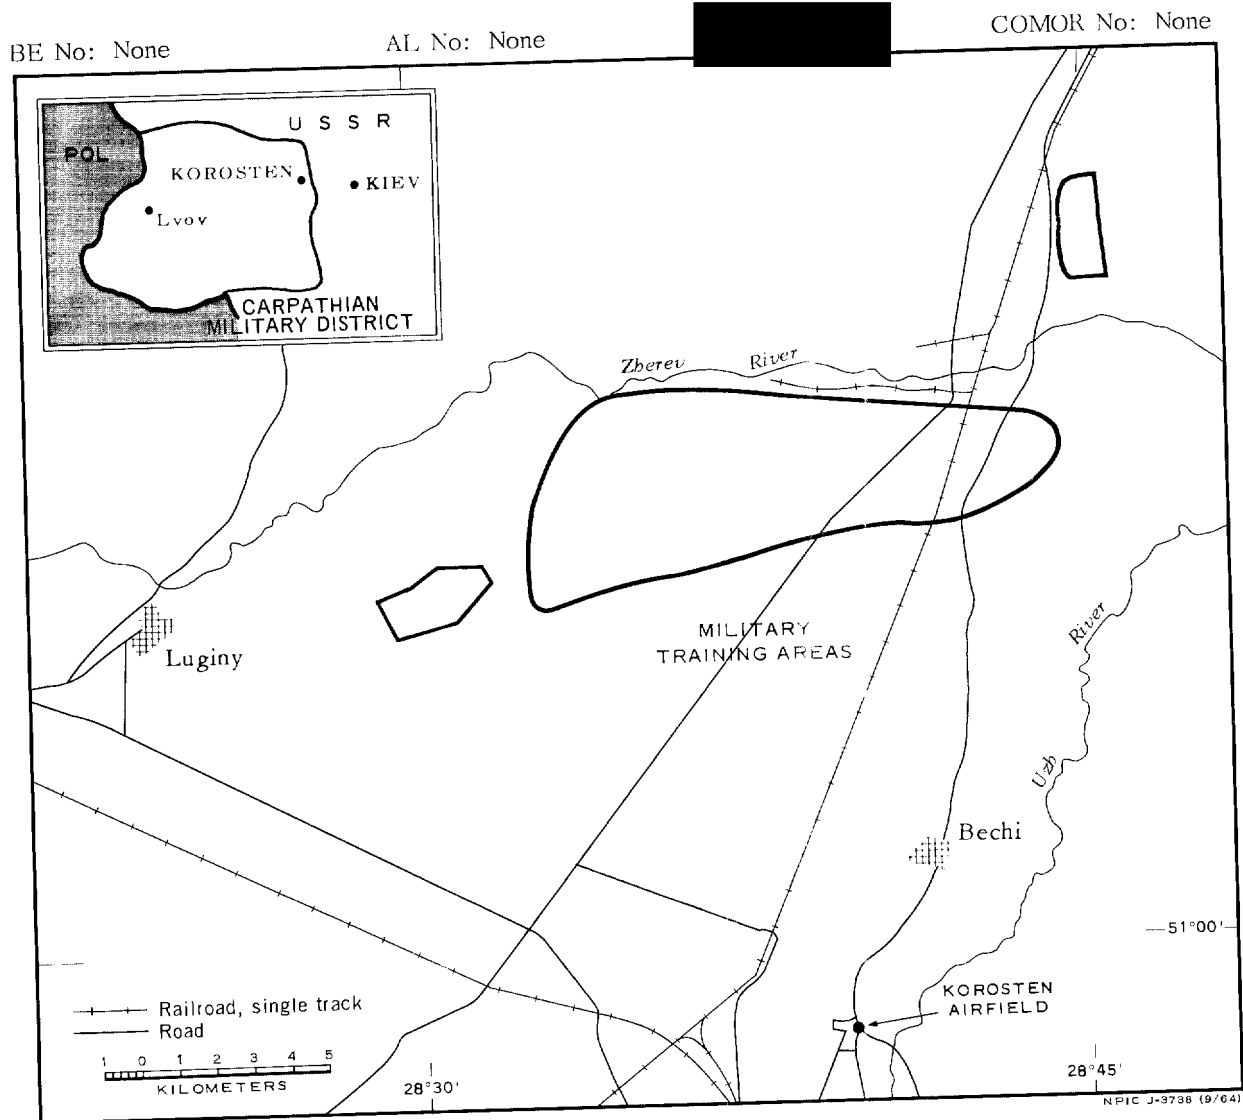 BE No: None
AL No: None
COMOR No: None
U S S R
POL
KOROSTEN
KIEV
Lvov
CARPATHIAN
MILITARY DISTRICT
Zherev River
MILITARY
TRAINING AREAS
Luginy
River
Uzh
Bechi
51°00'
KOROSTEN
AIRFIELD
Railroad, single track
Road
1 0 1 2 3 4 5
KILOMETERS
28°30'
28°45'
NPIC J-3738 (9/64)